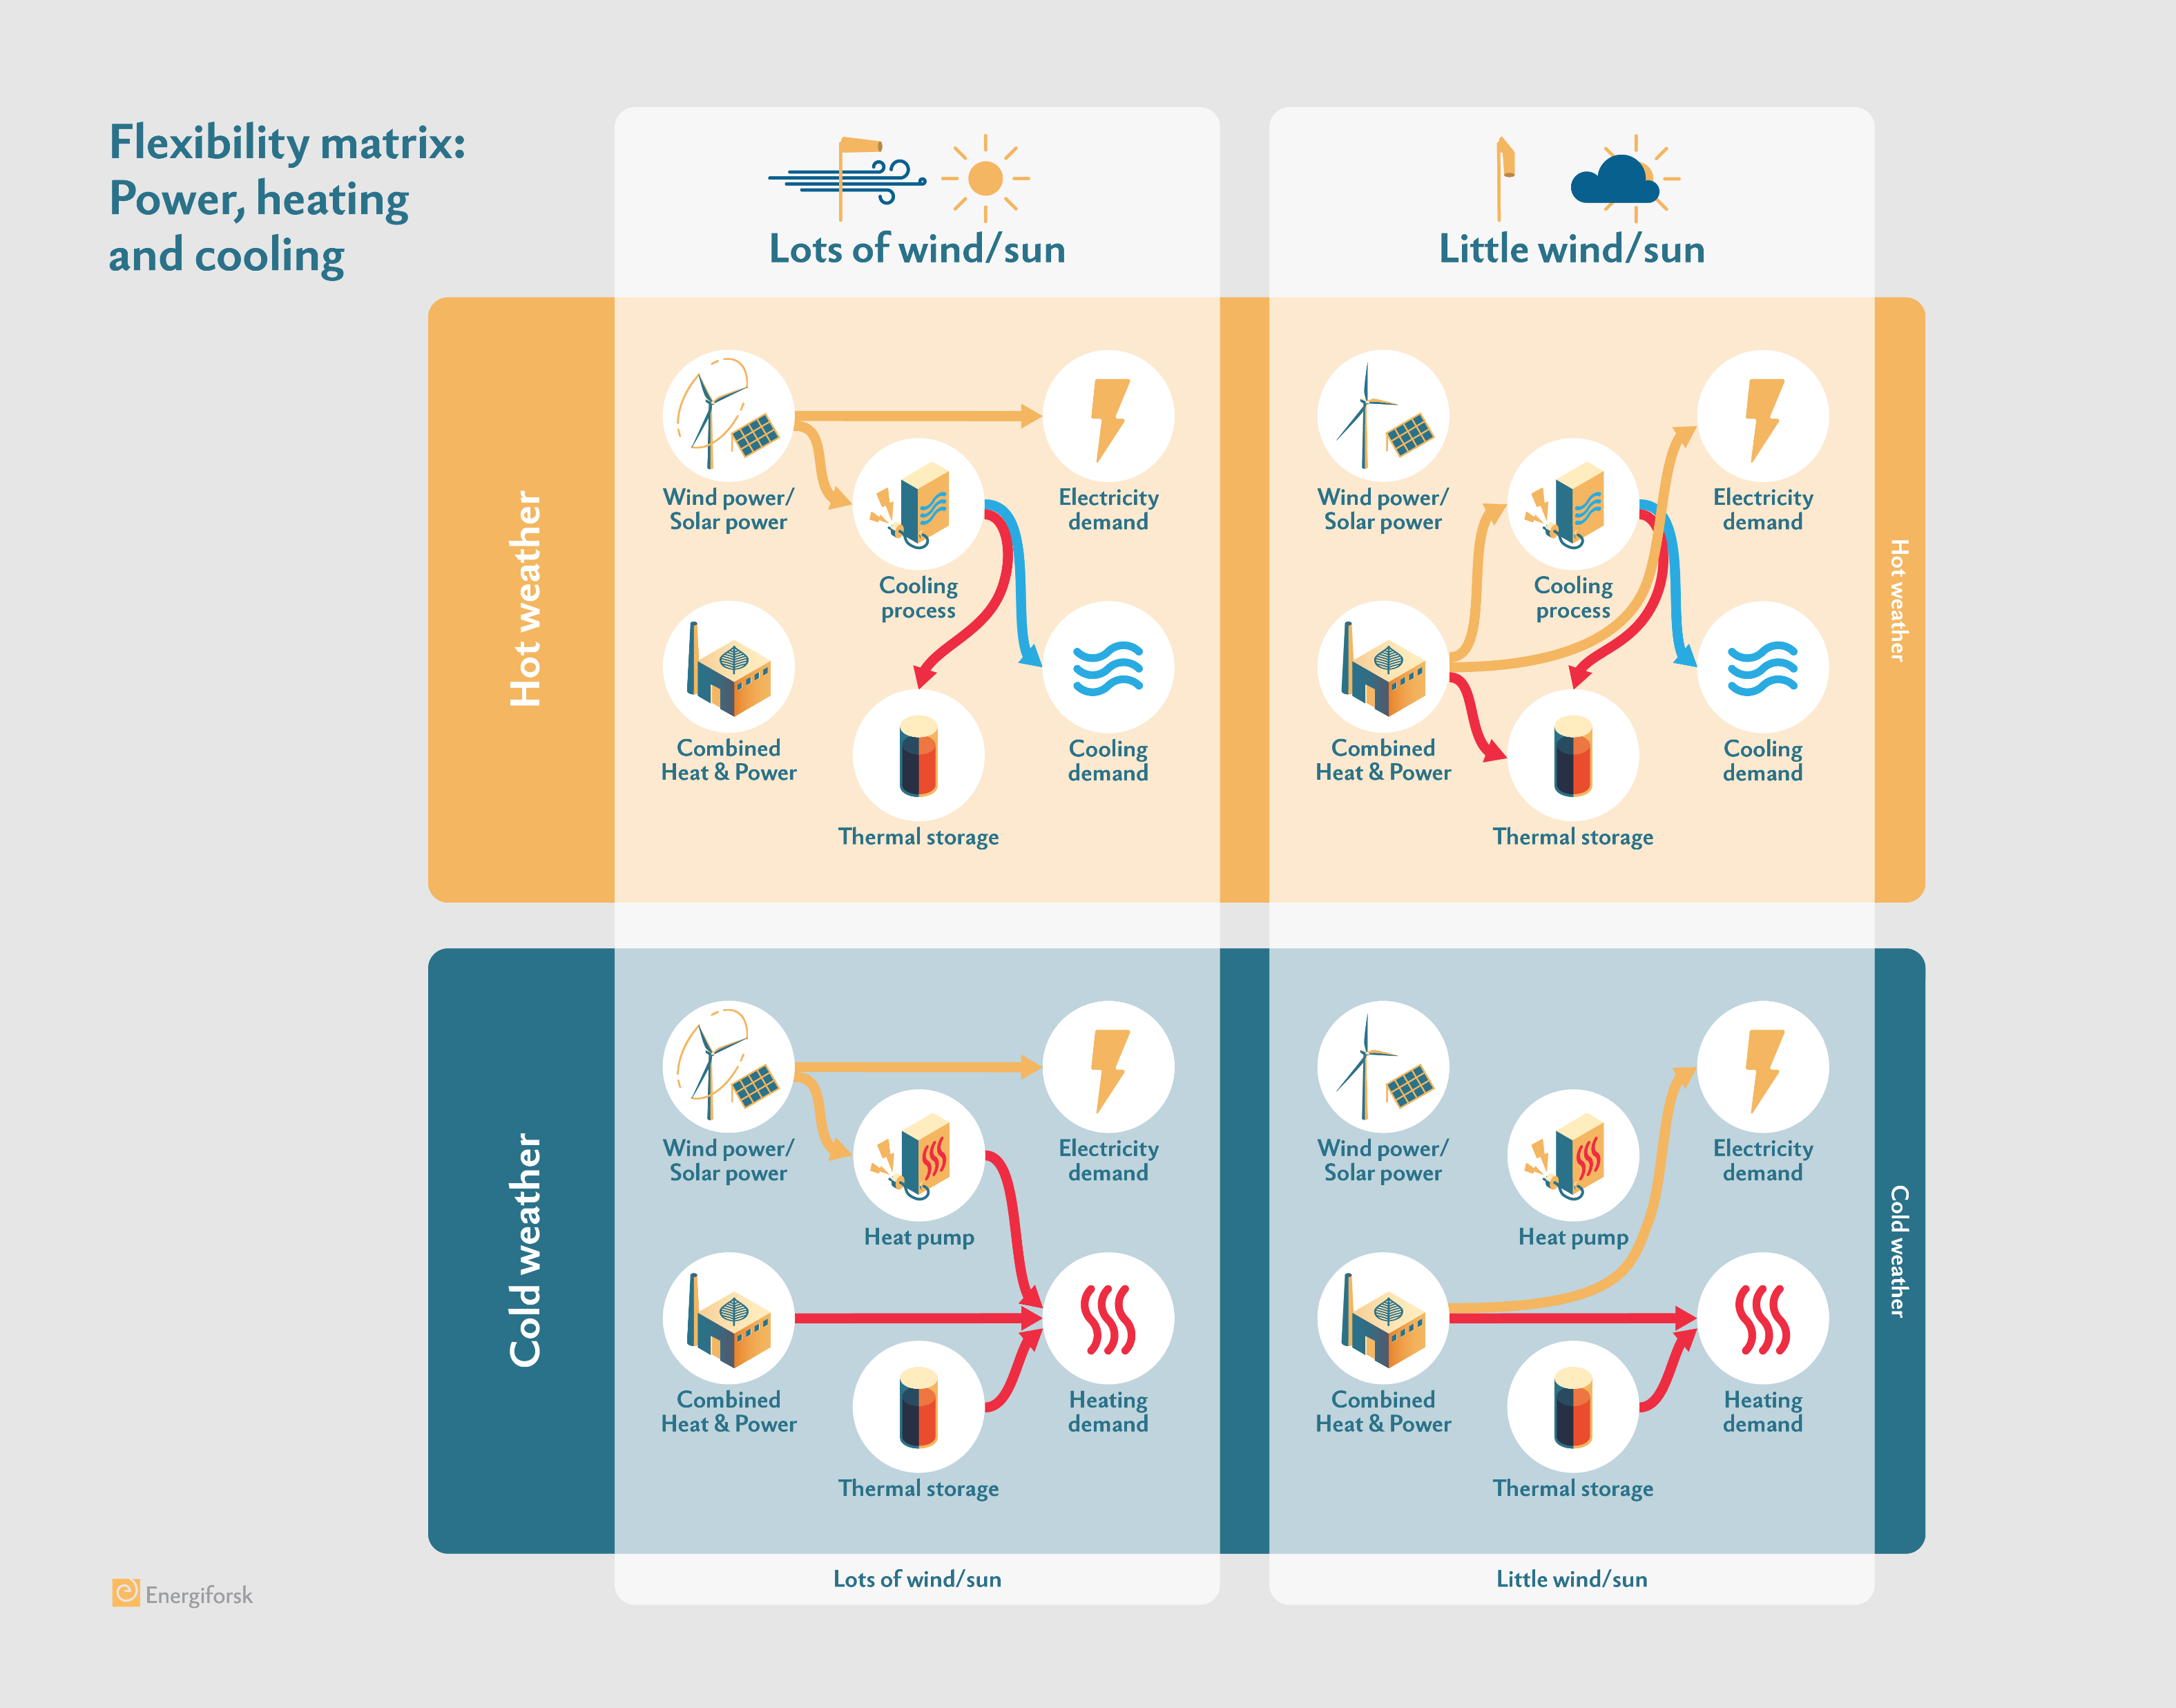 Flexibility matrix:
Power, heating
and cooling
Lots of wind/sun
Little wind/sun
Hot weather
Wind power/
Solar power
Electricity
demand
Cooling
process
Combined
Heat & Power
Cooling
demand
Thermal storage
Wind power/
Solar power
Electricity
demand
Cooling
process
Combined
Heat & Power
Cooling
demand
Thermal storage
Hot weather
Cold weather
Wind power/
Solar power
Electricity
demand
Heat pump
Combined
Heat & Power
Heating
demand
Thermal storage
Wind power/
Solar power
Electricity
demand
Heat pump
Combined
Heat & Power
Heating
demand
Thermal storage
Cold weather
Lots of wind/sun
Little wind/sun
Energiforsk